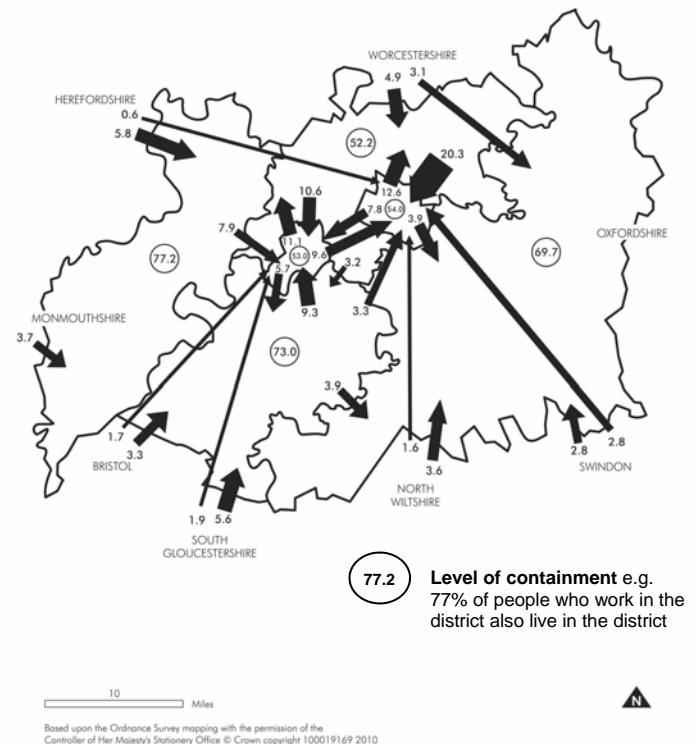 WORCESTERSHIRE
4.9 3.1
HEREFORDSHIRE
0.6
5.8
52.2
20.3
12.6
10.6
7.8 54.0
3.9
7.9
11.1
53.0 9.6
OXFORDSHIRE
69.7
77.2
5.7
3.2
9.3
3.3
MONMOUTHSHIRE
3.7
73.0
3.9
1.7
3.3
BRISTOL
1.6
3.6
2.8
2.8
SWINDON
NORTH
WILTSHIRE
1.9 5.6
SOUTH
GLOUCESTERSHIRE
77.2
Level of containment e.g.
77% of people who work in the
district also live in the district
10
Miles
N
Based upon the Ordnance Survey mapping with the permission of the
Controller of Her Majesty's Stationery Office © Crown copyright 100019169 2010